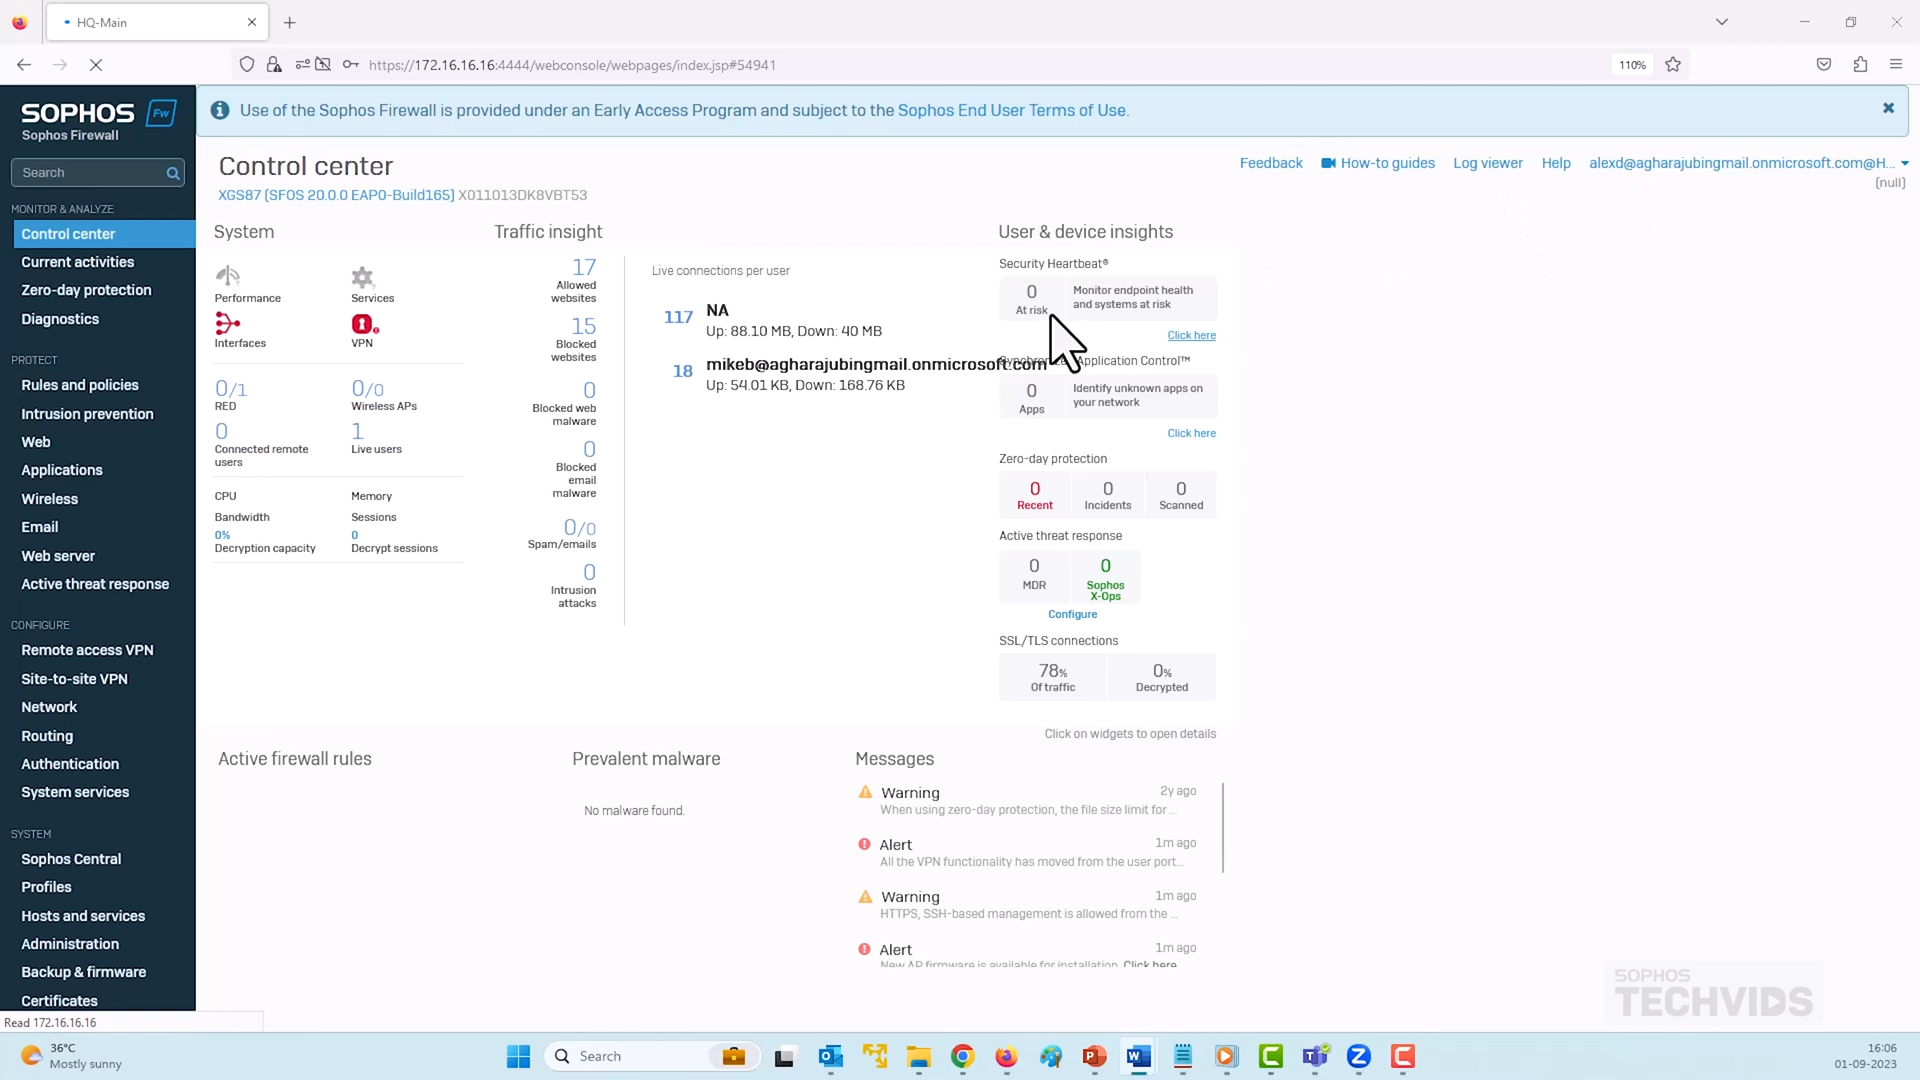 HQ-Main
https://172.16.16.16:4444/webconsole/webpages/index.jsp#54941
110%
SOPHOS Fw
Sophos Firewall
Use of the Sophos Firewall is provided under an Early Access Program and subject to the Sophos End User Terms of Use.
Search
Control center
Feedback
How-to guides
Log viewer
Help
alexd@agharajubingmail.onmicrosoft.com@H...
(null)
XGS87 (SFOS 20.0.0 EAP0-Build165) X011013DK8VBT53
MONITOR & ANALYZE
Control center
Current activities
Zero-day protection
Diagnostics
PROTECT
Rules and policies
Intrusion prevention
Web
Applications
Wireless
Email
Web server
Active threat response
CONFIGURE
Remote access VPN
Site-to-site VPN
Network
Routing
Authentication
System services
SYSTEM
Sophos Central
Profiles
Hosts and services
Administration
Backup & firmware
Certificates
Read 172.16.16.16
System
Performance
Services
Interfaces
VPN
0/1
RED
0/0
Wireless APs
0
Connected remote
users
1
Live users
CPU
Memory
Bandwidth
Sessions
0%
Decryption capacity
0
Decrypt sessions
Traffic insight
17
Allowed
websites
15
Blocked
websites
0
Blocked web
malware
0
Blocked
email
malware
0/0
Spam/emails
0
Intrusion
attacks
Live connections per user
117
NA
Up: 88.10 MB, Down: 40 MB
18
mikeb@agharajubingmail.onmicrosoft.com
Up: 54.01 KB, Down: 168.76 KB
User & device insights
Security Heartbeat®
0
At risk
Monitor endpoint health
and systems at risk
Click here
Application Control™
0
Apps
Identify unknown apps on
your network
Click here
Zero-day protection
0
Recent
0
Incidents
0
Scanned
Active threat response
0
MDR
0
Sophos
X-Ops
Configure
SSL/TLS connections
78%
Of traffic
0%
Decrypted
Click on widgets to open details
Active firewall rules
Prevalent malware
No malware found.
Messages
Warning
2y ago
When using zero-day protection, the file size limit for ...
Alert
1m ago
All the VPN functionality has moved from the user port...
Warning
1m ago
HTTPS, SSH-based management is allowed from the ...
Alert
1m ago
New AP firmware is available for installation. Click here
SOPHOS
TECHVIDS
36°C
Mostly sunny
Search
16:06
01-09-2023